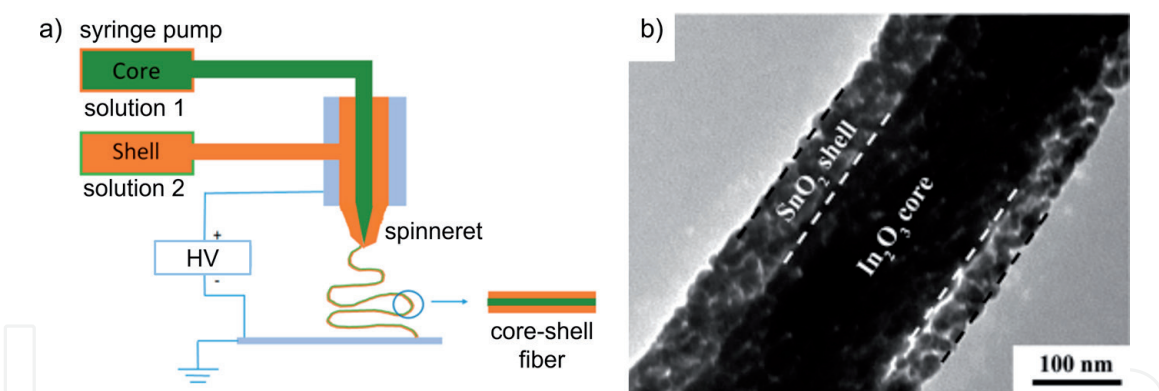 a)
syringe pump
Core
solution 1
Shell
solution 2
spinneret
+
HV
-
core-shell
fiber
b)
SnO₂ shell
In₂O₃ core
100 nm